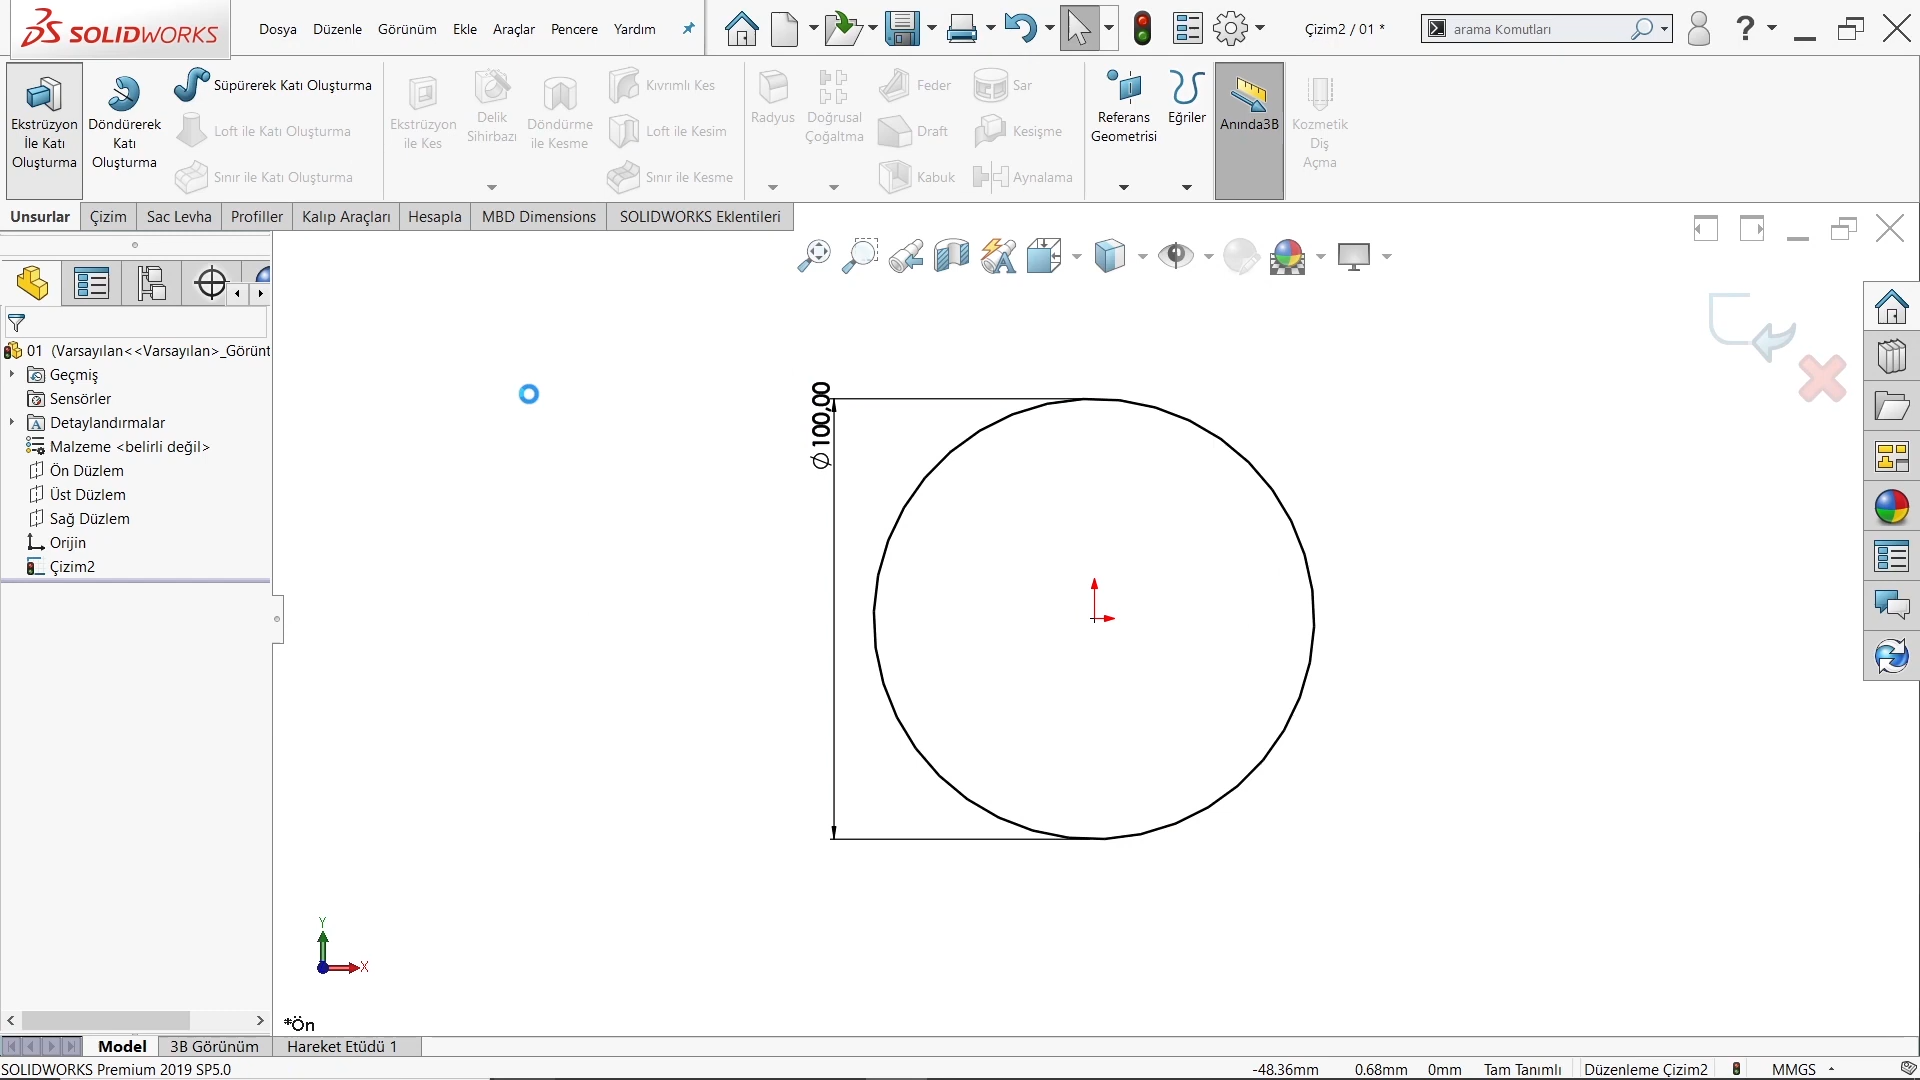 SOLIDWORKS
Dosya Düzenle Görünüm Ekle Araçlar Pencere Yardım
Çizim2 / 01 *
arama Komutları
?
Ekstrüzyon İle Katı Oluşturma
Döndürerek Katı Oluşturma
Süpürerek Katı Oluşturma
Loft ile Katı Oluşturma
Sınır ile Katı Oluşturma
Ekstrüzyon ile Kes
Delik Sihirbazı
Döndürme ile Kesme
Kıvrımlı Kes
Loft ile Kesim
Sınır ile Kesme
Radyus
Doğrusal Çoğaltma
Feder
Draft
Kabuk
Sar
Kesişme
Aynalama
Referans Geometrisi
Eğriler
Anında3B
Kozmetik Diş Açma
Unsurlar Çizim Sac Levha Profiller Kalıp Araçları Hesapla MBD Dimensions SOLIDWORKS Eklentileri
01 (Varsayılan<<Varsayılan>_Görünt
Geçmiş
Sensörler
Detaylandırmalar
Malzeme <belirli değil>
Ön Düzlem
Üst Düzlem
Sağ Düzlem
Orijin
Çizim2
∅ 100,00
Y
X
*Ön
Model 3B Görünüm Hareket Etüdü 1
SOLIDWORKS Premium 2019 SP5.0
-48.36mm 0.68mm 0mm Tam Tanımlı Düzenleme Çizim2 MMGS